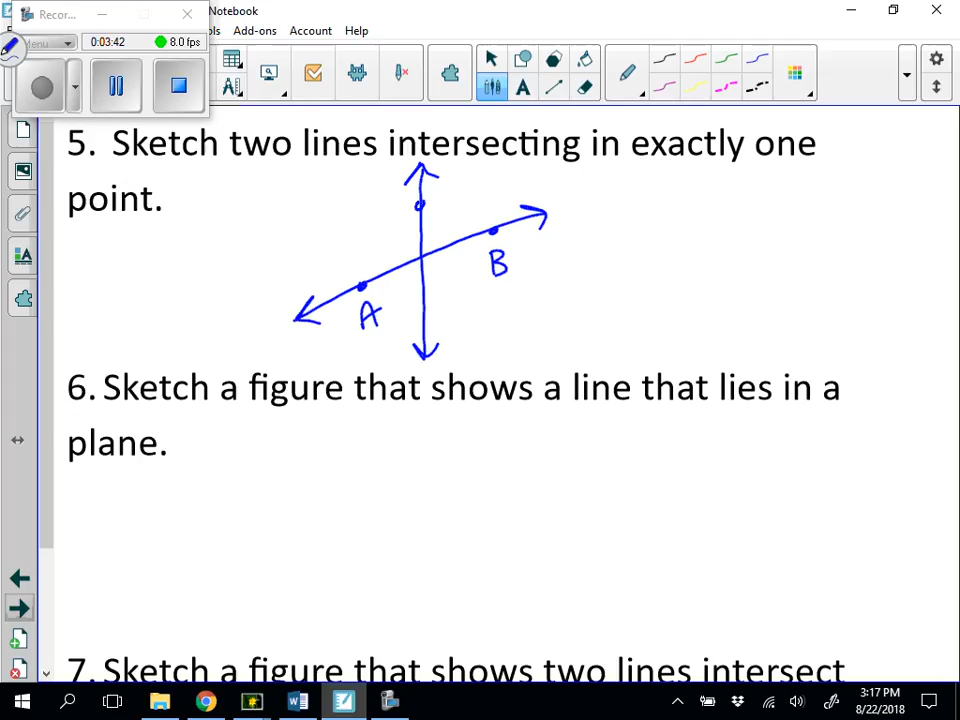 Recor...
Notebook
Menu
0:03:42
8.0 fps
Add-ons Account Help
5. Sketch two lines intersecting in exactly one
point.
B
A
6. Sketch a figure that shows a line that lies in a
plane.
7. Sketch a figure that shows two lines intersect
3:17 PM
8/22/2018